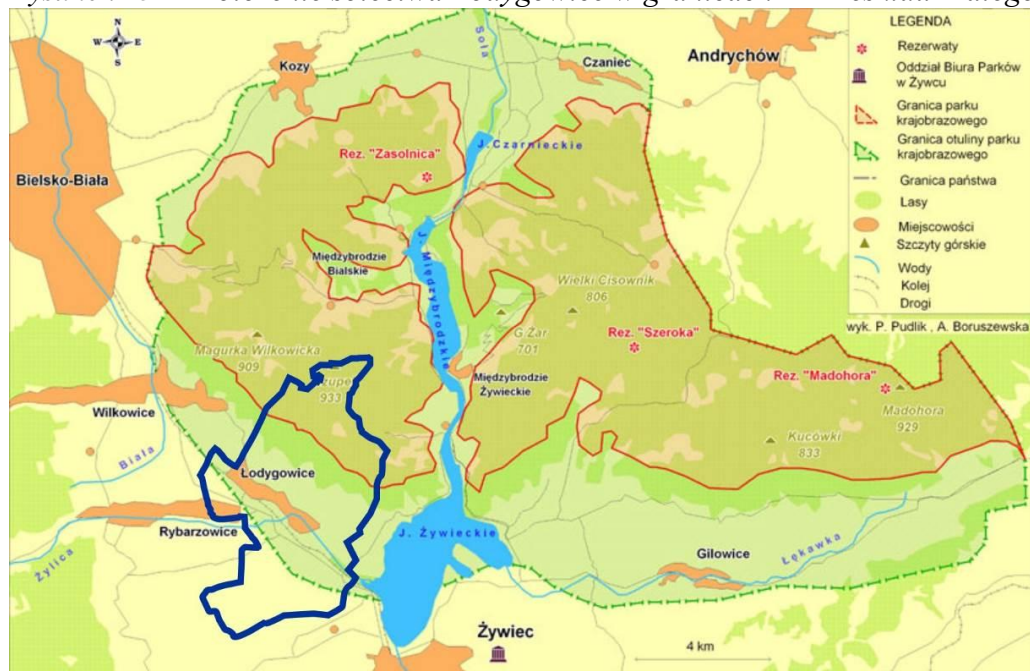 N
W E
S
Soła
Kozy
Czaniec
Andrychów
LEGENDA
Rezerwaty
Oddział Biura Parków
w Żywcu
Granica parku
krajobrazowego
Granica otuliny parku
krajobrazowego
Granica państwa
Lasy
Miejscowości
Szczyty górskie
Wody
Kolej
Drogi
wyk. P. Pudlik , A. Boruszewska
J.Czarnieckie
Rez. "Zasolnica"
Bielsko-Biała
Międzybrodzie
Bialskie
J. Międzybrodzkie
Wielki Cisownik
806
G Żar
701
Rez. "Szeroka"
Magurka Wilkowicka
909
933
Międzybrodzie
Żywieckie
Rez. "Madohora"
Madohora
929
Wilkowice
Kucówki
833
Biała
Łodygowice
Rybarzowice
J. Żywieckie
Gilowice
Łękawka
Żylica
Żywiec
4 km